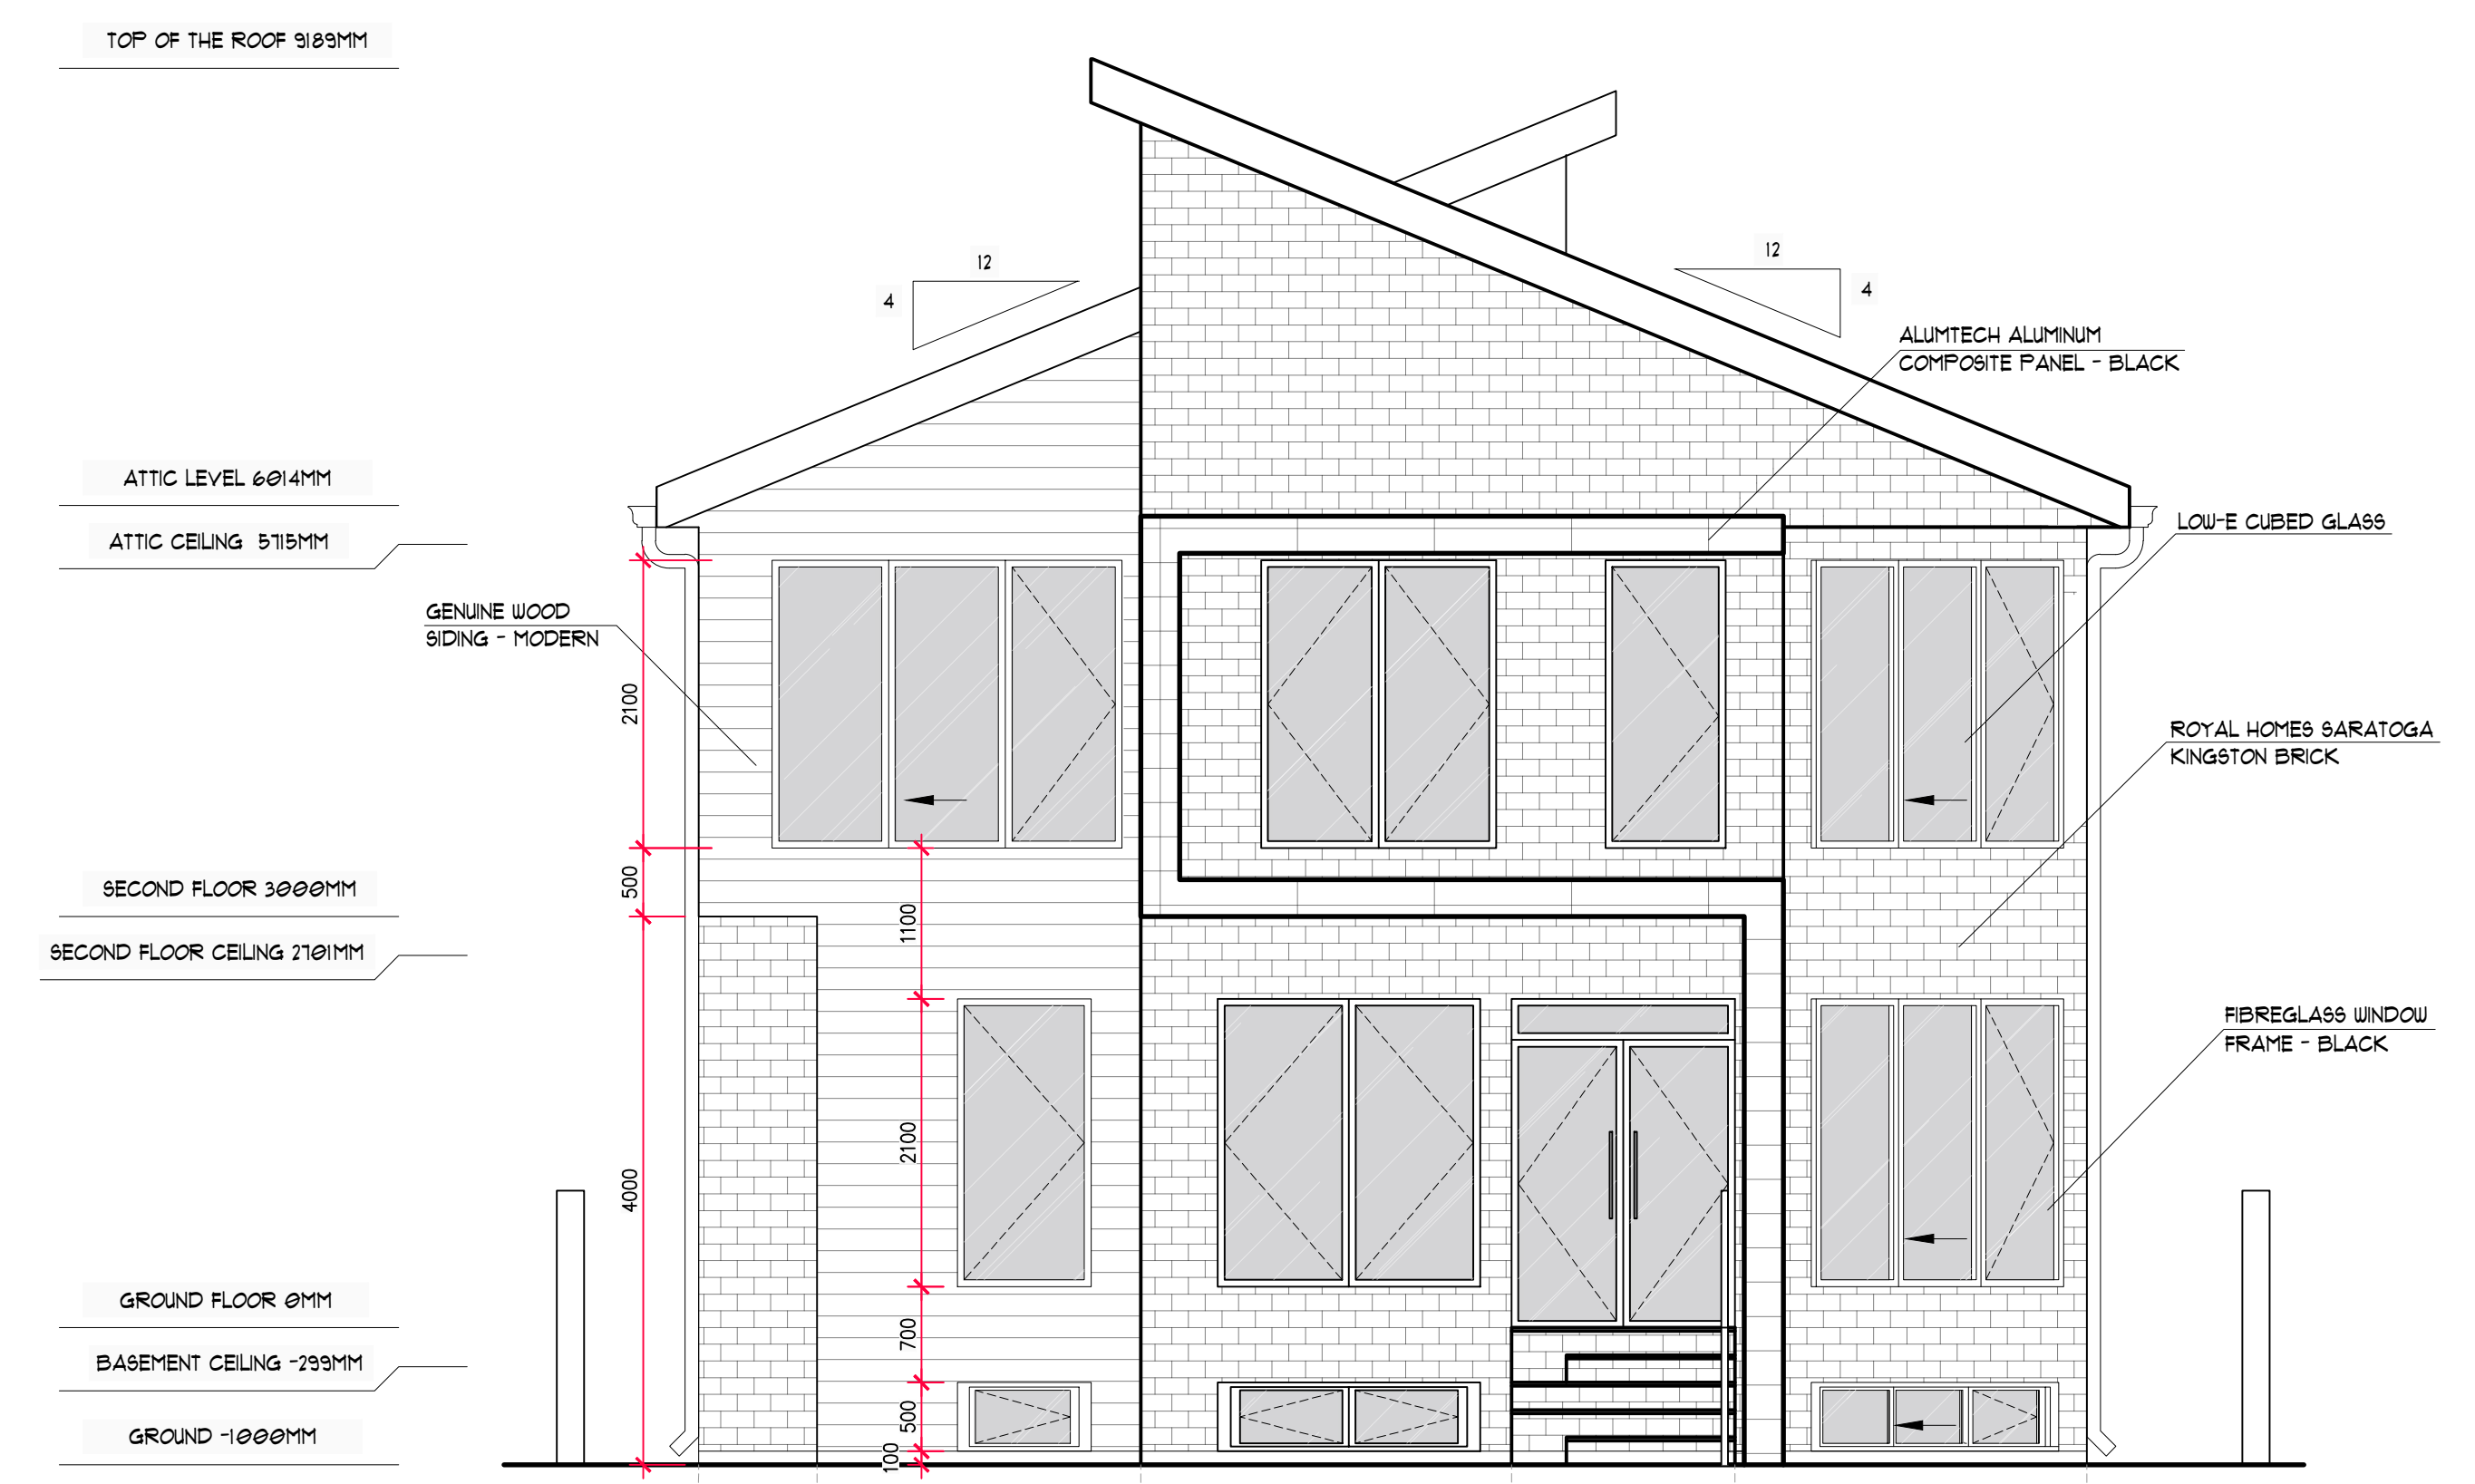 TOP OF THE ROOF 9189MM
12
4
12
4
ALUMTECH ALUMINUM
COMPOSITE PANEL - BLACK
ATTIC LEVEL 6014MM
ATTIC CEILING 5715MM
LOW-E CUBED GLASS
GENUINE WOOD
SIDING - MODERN
2100
ROYAL HOMES SARATOGA
KINGSTON BRICK
500
SECOND FLOOR 3000MM
1100
SECOND FLOOR CEILING 2701MM
FIBREGLASS WINDOW
FRAME - BLACK
2100
4000
GROUND FLOOR 0MM
700
BASEMENT CEILING -299MM
500
GROUND -1000MM
100